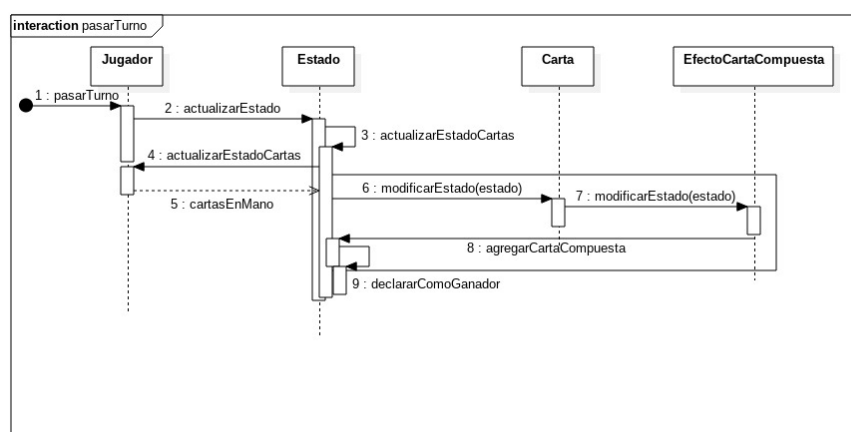 interaction pasarTurno
Jugador
Estado
Carta
EfectoCartaCompuesta
1 : pasarTurno
2 : actualizarEstado
3 : actualizarEstadoCartas
4 : actualizarEstadoCartas
5 : cartasEnMano
6 : modificarEstado(estado)
7 : modificarEstado(estado)
8 : agregarCartaCompuesta
9 : declararComoGanador